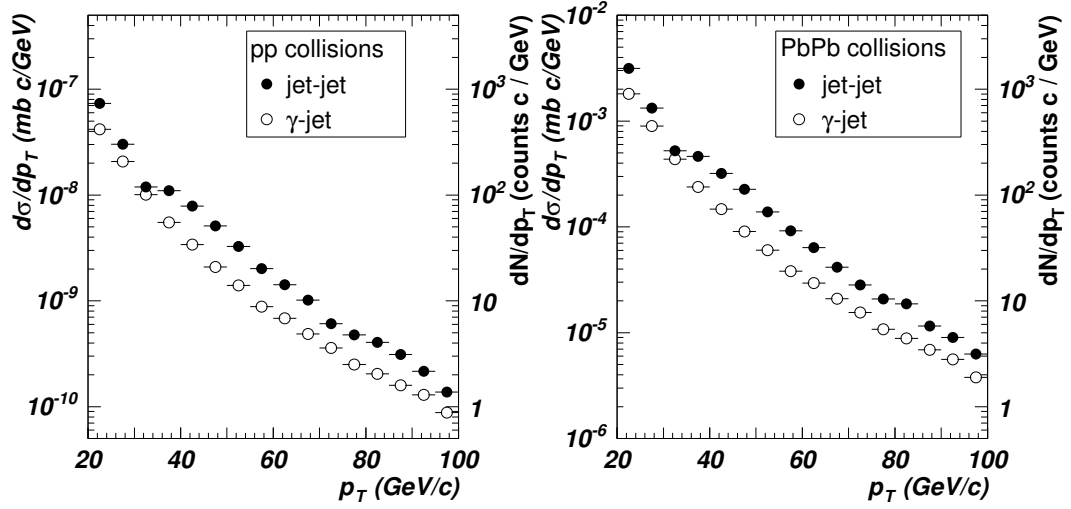 pp collisions
jet-jet
γ-jet
dσ/dp_T (mb c/GeV)
10^-7
10^-8
10^-9
10^-10
dN/dp_T (counts c / GeV)
10^3
10^2
10
1
20 40 60 80 100
p_T (GeV/c)
PbPb collisions
jet-jet
γ-jet
dσ/dp_T (mb c/GeV)
10^-2
10^-3
10^-4
10^-5
10^-6
dN/dp_T (counts c / GeV)
10^3
10^2
10
1
20 40 60 80 100
p_T (GeV/c)